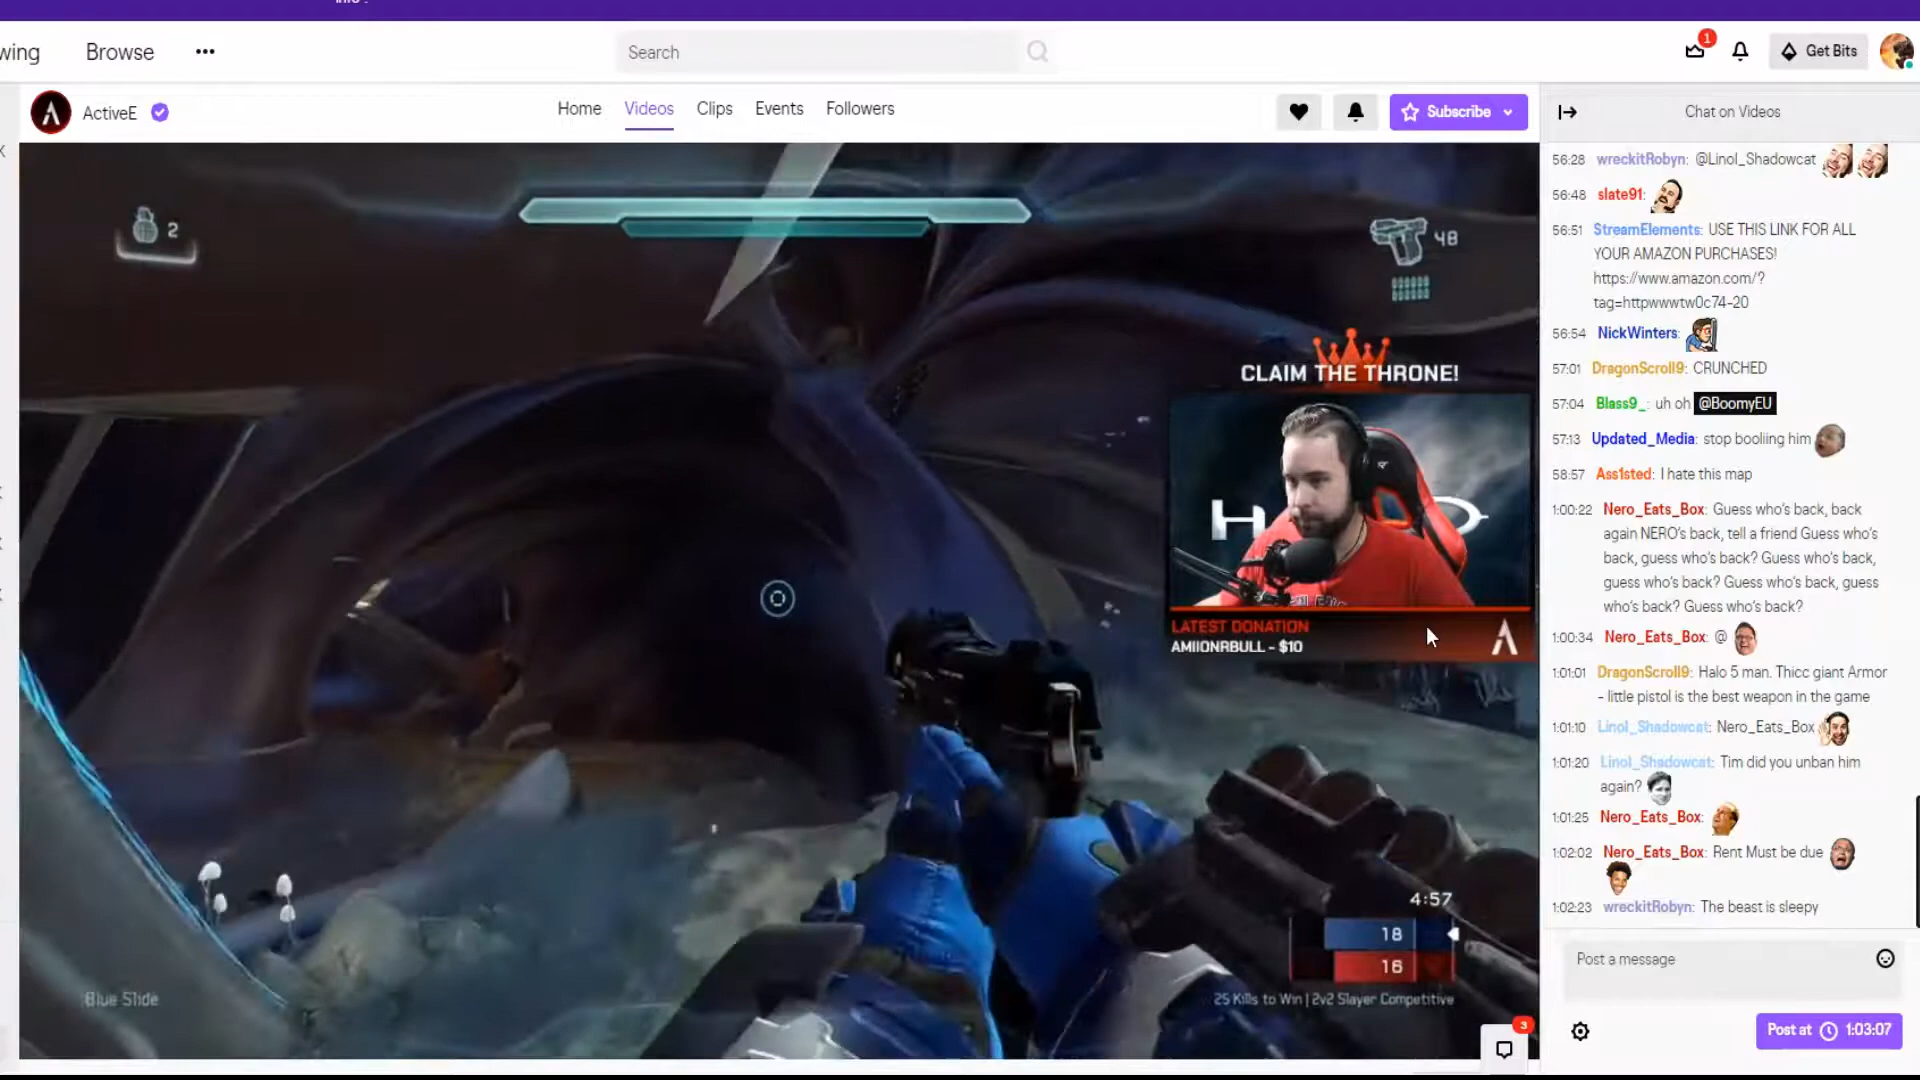 wing
Browse
Search
1
Get Bits
ActiveE
Home
Videos
Clips
Events
Followers
Subscribe
Chat on Videos
2
48
CLAIM THE THRONE!
LATEST DONATION
AMIIONRBULL - $10
4:57
18
16
25 Kills to Win | 2v2 Slayer Competitive
Blue Slide
3
56:28 wreckitRobyn: @Linol_Shadowcat
56:48 slate91:
56:51 StreamElements: USE THIS LINK FOR ALL
YOUR AMAZON PURCHASES!
https://www.amazon.com/?
tag=httpwwwtw0c74-20
56:54 NickWinters:
57:01 DragonScroll9: CRUNCHED
57:04 Blass9_: uh oh @BoomyEU
57:13 Updated_Media: stop booliing him
58:57 Ass1sted: I hate this map
1:00:22 Nero_Eats_Box: Guess who's back, back
again NERO's back, tell a friend Guess who's
back, guess who's back? Guess who's back,
guess who's back? Guess who's back, guess
who's back? Guess who's back?
1:00:34 Nero_Eats_Box: @
1:01:01 DragonScroll9: Halo 5 man. Thicc giant Armor
- little pistol is the best weapon in the game
1:01:10 Linol_Shadowcat: Nero_Eats_Box
1:01:20 Linol_Shadowcat: Tim did you unban him
again?
1:01:25 Nero_Eats_Box:
1:02:02 Nero_Eats_Box: Rent Must be due
1:02:23 wreckitRobyn: The beast is sleepy
Post a message
Post at 1:03:07